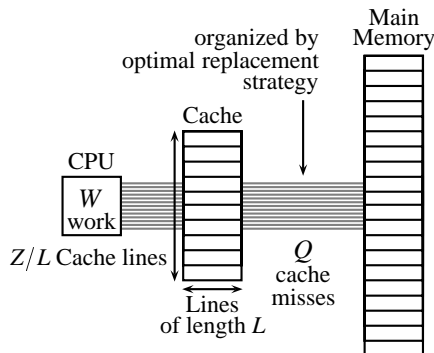 Main
Memory
organized by
optimal replacement
strategy
Cache
CPU
W
work
Z/L Cache lines
Q
cache
misses
Lines
of length L